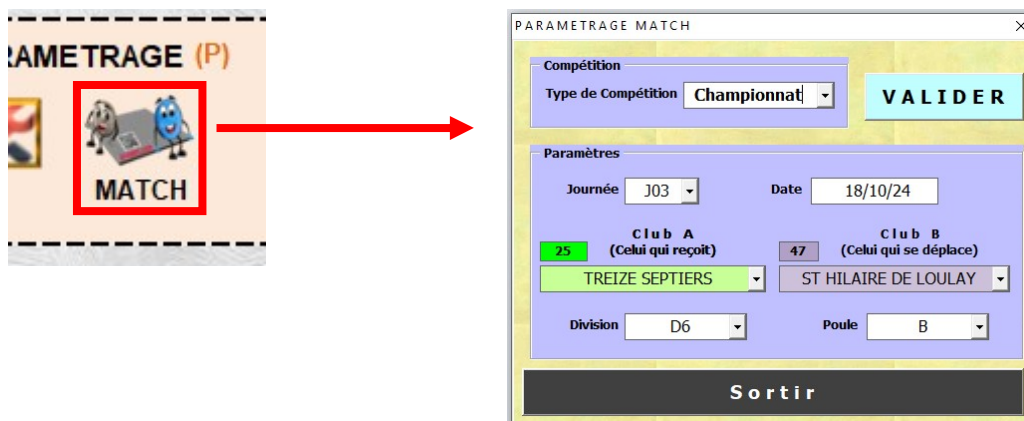 RAMETRAGE (P)
MATCH
PARAMETRAGE MATCH
Compétition
Type de Compétition Championnat
VALIDER
Paramètres
Journée J03 Date 18/10/24
Club A Club B
25 (Celui qui reçoit) 47 (Celui qui se déplace)
TREIZE SEPTIERS ST HILAIRE DE LOULAY
Division D6 Poule B
Sortir